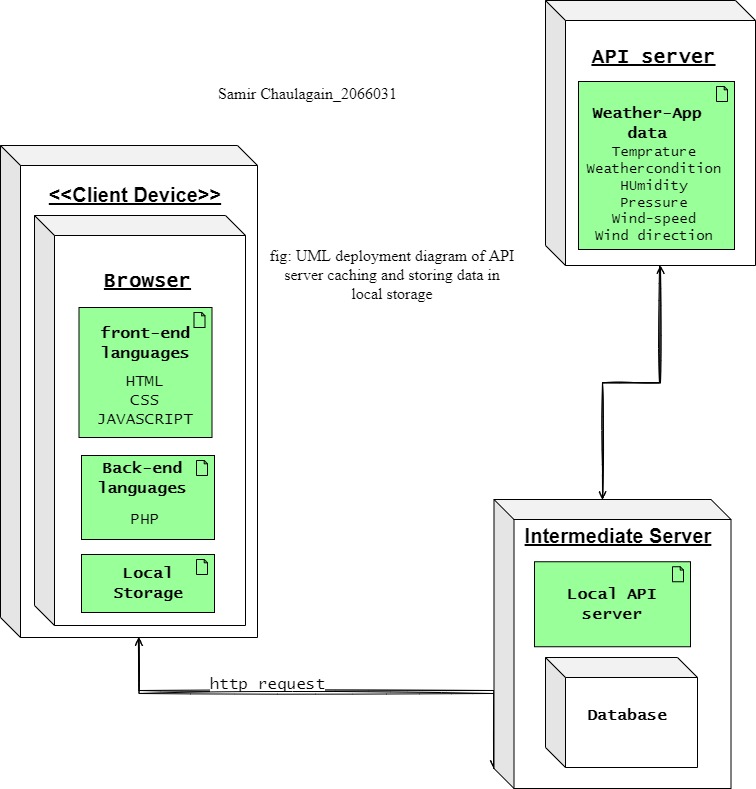 API server
Weather-App
data
Temprature
Weathercondition
HUmidity
Pressure
Wind-speed
Wind direction
Samir Chaulagain_2066031
<<Client Device>>
fig: UML deployment diagram of API
server caching and storing data in
local storage
Browser
front-end
languages
HTML
CSS
JAVASCRIPT
Back-end
languages
PHP
Local
Storage
http request
Intermediate Server
Local API
server
Database